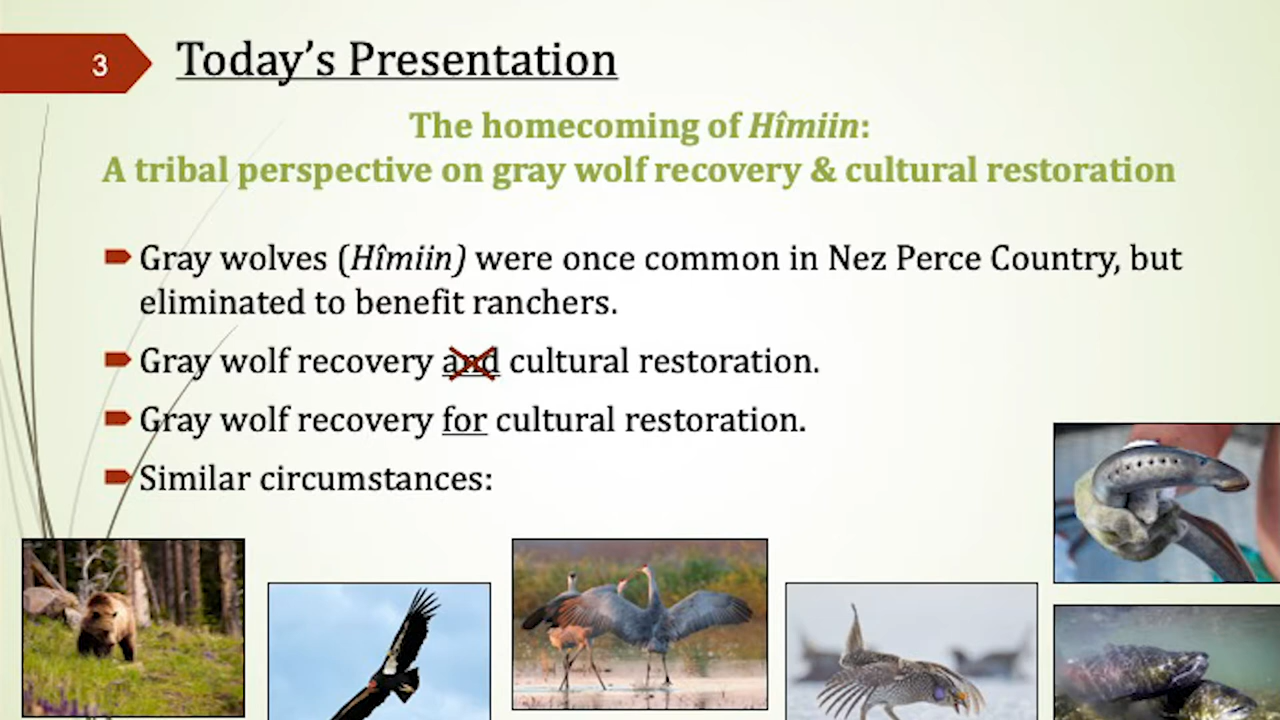 3
Today’s Presentation
The homecoming of Hîmiin:
A tribal perspective on gray wolf recovery & cultural restoration
Gray wolves (Hîmiin) were once common in Nez Perce Country, but
eliminated to benefit ranchers.
Gray wolf recovery and cultural restoration.
Gray wolf recovery for cultural restoration.
Similar circumstances: